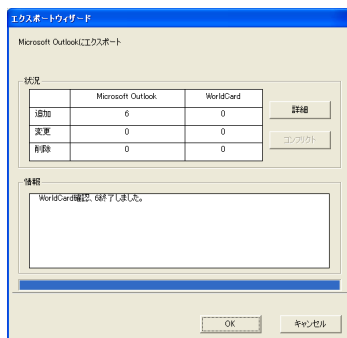 エクスポートウィザード
Microsoft Outlookにエクスポート
状況
Microsoft Outlook WorldCard
追加 6 0
変更 0 0
削除 0 0
詳細
コンフリクト
情報
WorldCard確認、6終了しました。
OK キャンセル